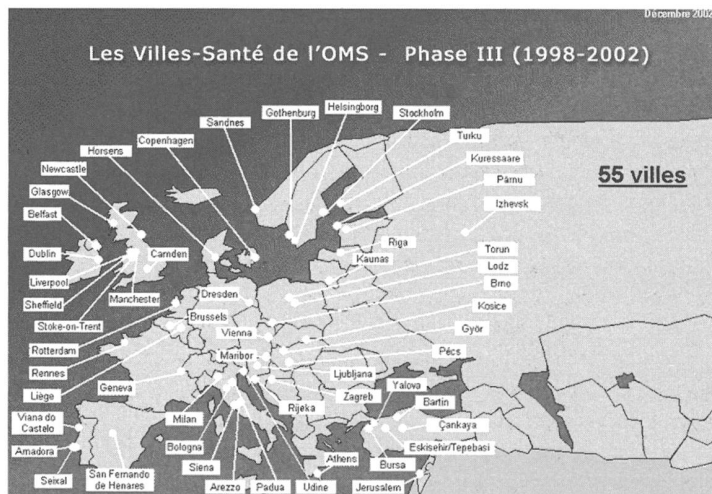 Décembre 2002
Les Villes-Santé de l'OMS - Phase III (1998-2002)
55 villes
Stockholm
Helsingborg
Gothenburg
Sandnes
Copenhagen
Horsens
Newcastle
Glasgow
Belfast
Dublin
Liverpool
Sheffield
Stoke-on-Trent
Manchester
Camden
Rotterdam
Rennes
Liège
Turku
Kuressaare
Pärnu
Izhevsk
Riga
Kaunas
Torun
Lodz
Brno
Kosice
Györ
Pécs
Dresden
Brussels
Vienna
Maribor
Geneva
Ljubljana
Zagreb
Rijeka
Milan
Bologna
Siena
Arezzo
Padua
Udine
Athens
Yalova
Bartin
Çankaya
Eskisehir/Tepebasi
Bursa
Jerusalem
Viana do
Castelo
Amadora
Seixal
San Fernando
de Henares